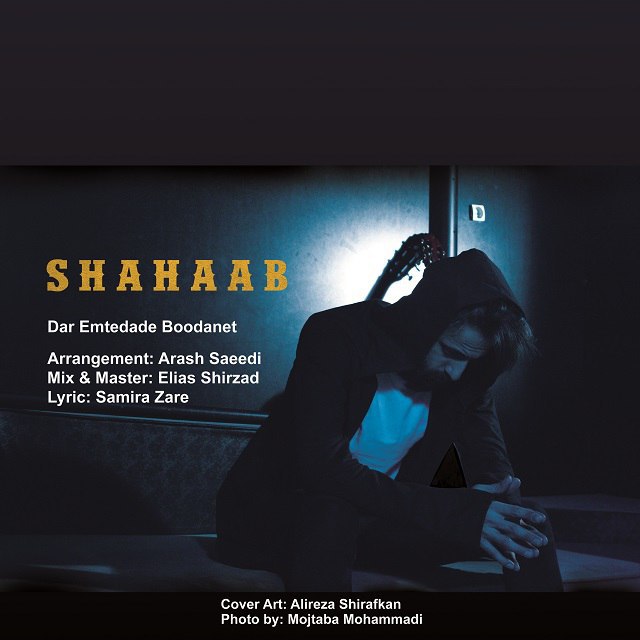 SHAHAAB
Dar Emtedade Boodanet
Arrangement: Arash Saeedi
Mix & Master: Elias Shirzad
Lyric: Samira Zare
Cover Art: Alireza Shirafkan
Photo by: Mojtaba Mohammadi